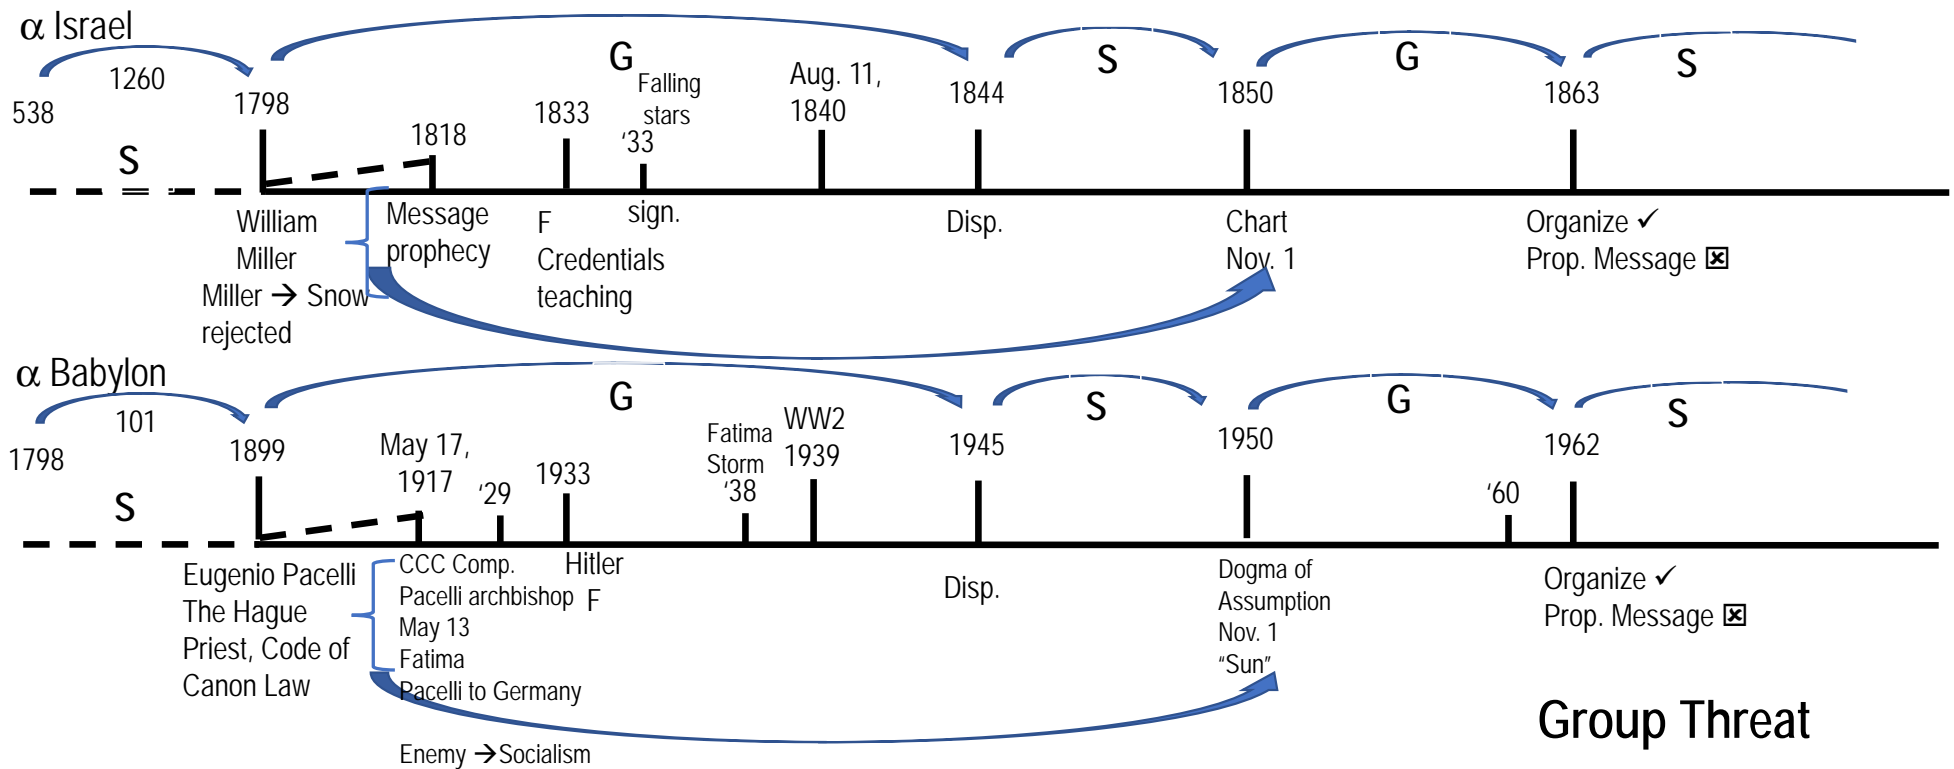 α Israel
G
S
G
S
1260
538
1798
S
1818
1833
Falling
stars
‘33
Aug. 11,
1840
1844
1850
1863
William
Miller
Miller → Snow
rejected
Message
prophecy
F
Credentials
teaching
sign.
Disp.
Chart
Nov. 1
Organize ✓
Prop. Message ☒
α Babylon
G
S
G
S
101
1798
1899
S
May 17,
1917
‘29
1933
Fatima
Storm
‘38
WW2
1939
1945
1950
‘60
1962
Eugenio Pacelli
The Hague
Priest, Code of
Canon Law
CCC Comp.
Pacelli archbishop
May 13
Fatima
Pacelli to Germany
Hitler
F
Disp.
Dogma of
Assumption
Nov. 1
“Sun”
Organize ✓
Prop. Message ☒
Enemy → Socialism
Group Threat